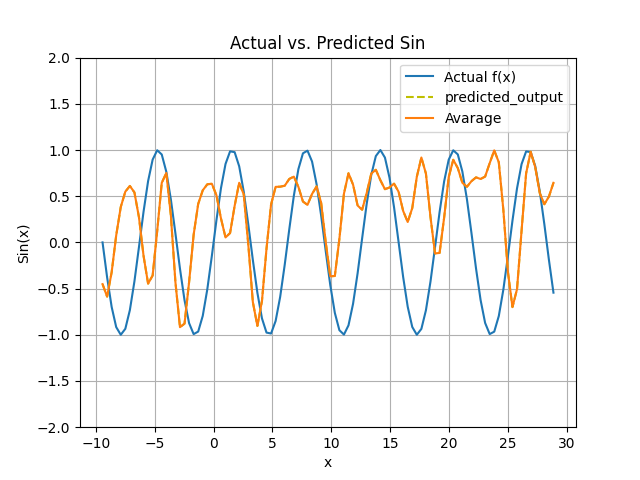 Actual vs. Predicted Sin
Actual f(x)
predicted_output
Avarage
2.0
1.5
1.0
0.5
0.0
−0.5
−1.0
−1.5
−2.0
Sin(x)
−10 −5 0 5 10 15 20 25 30
x